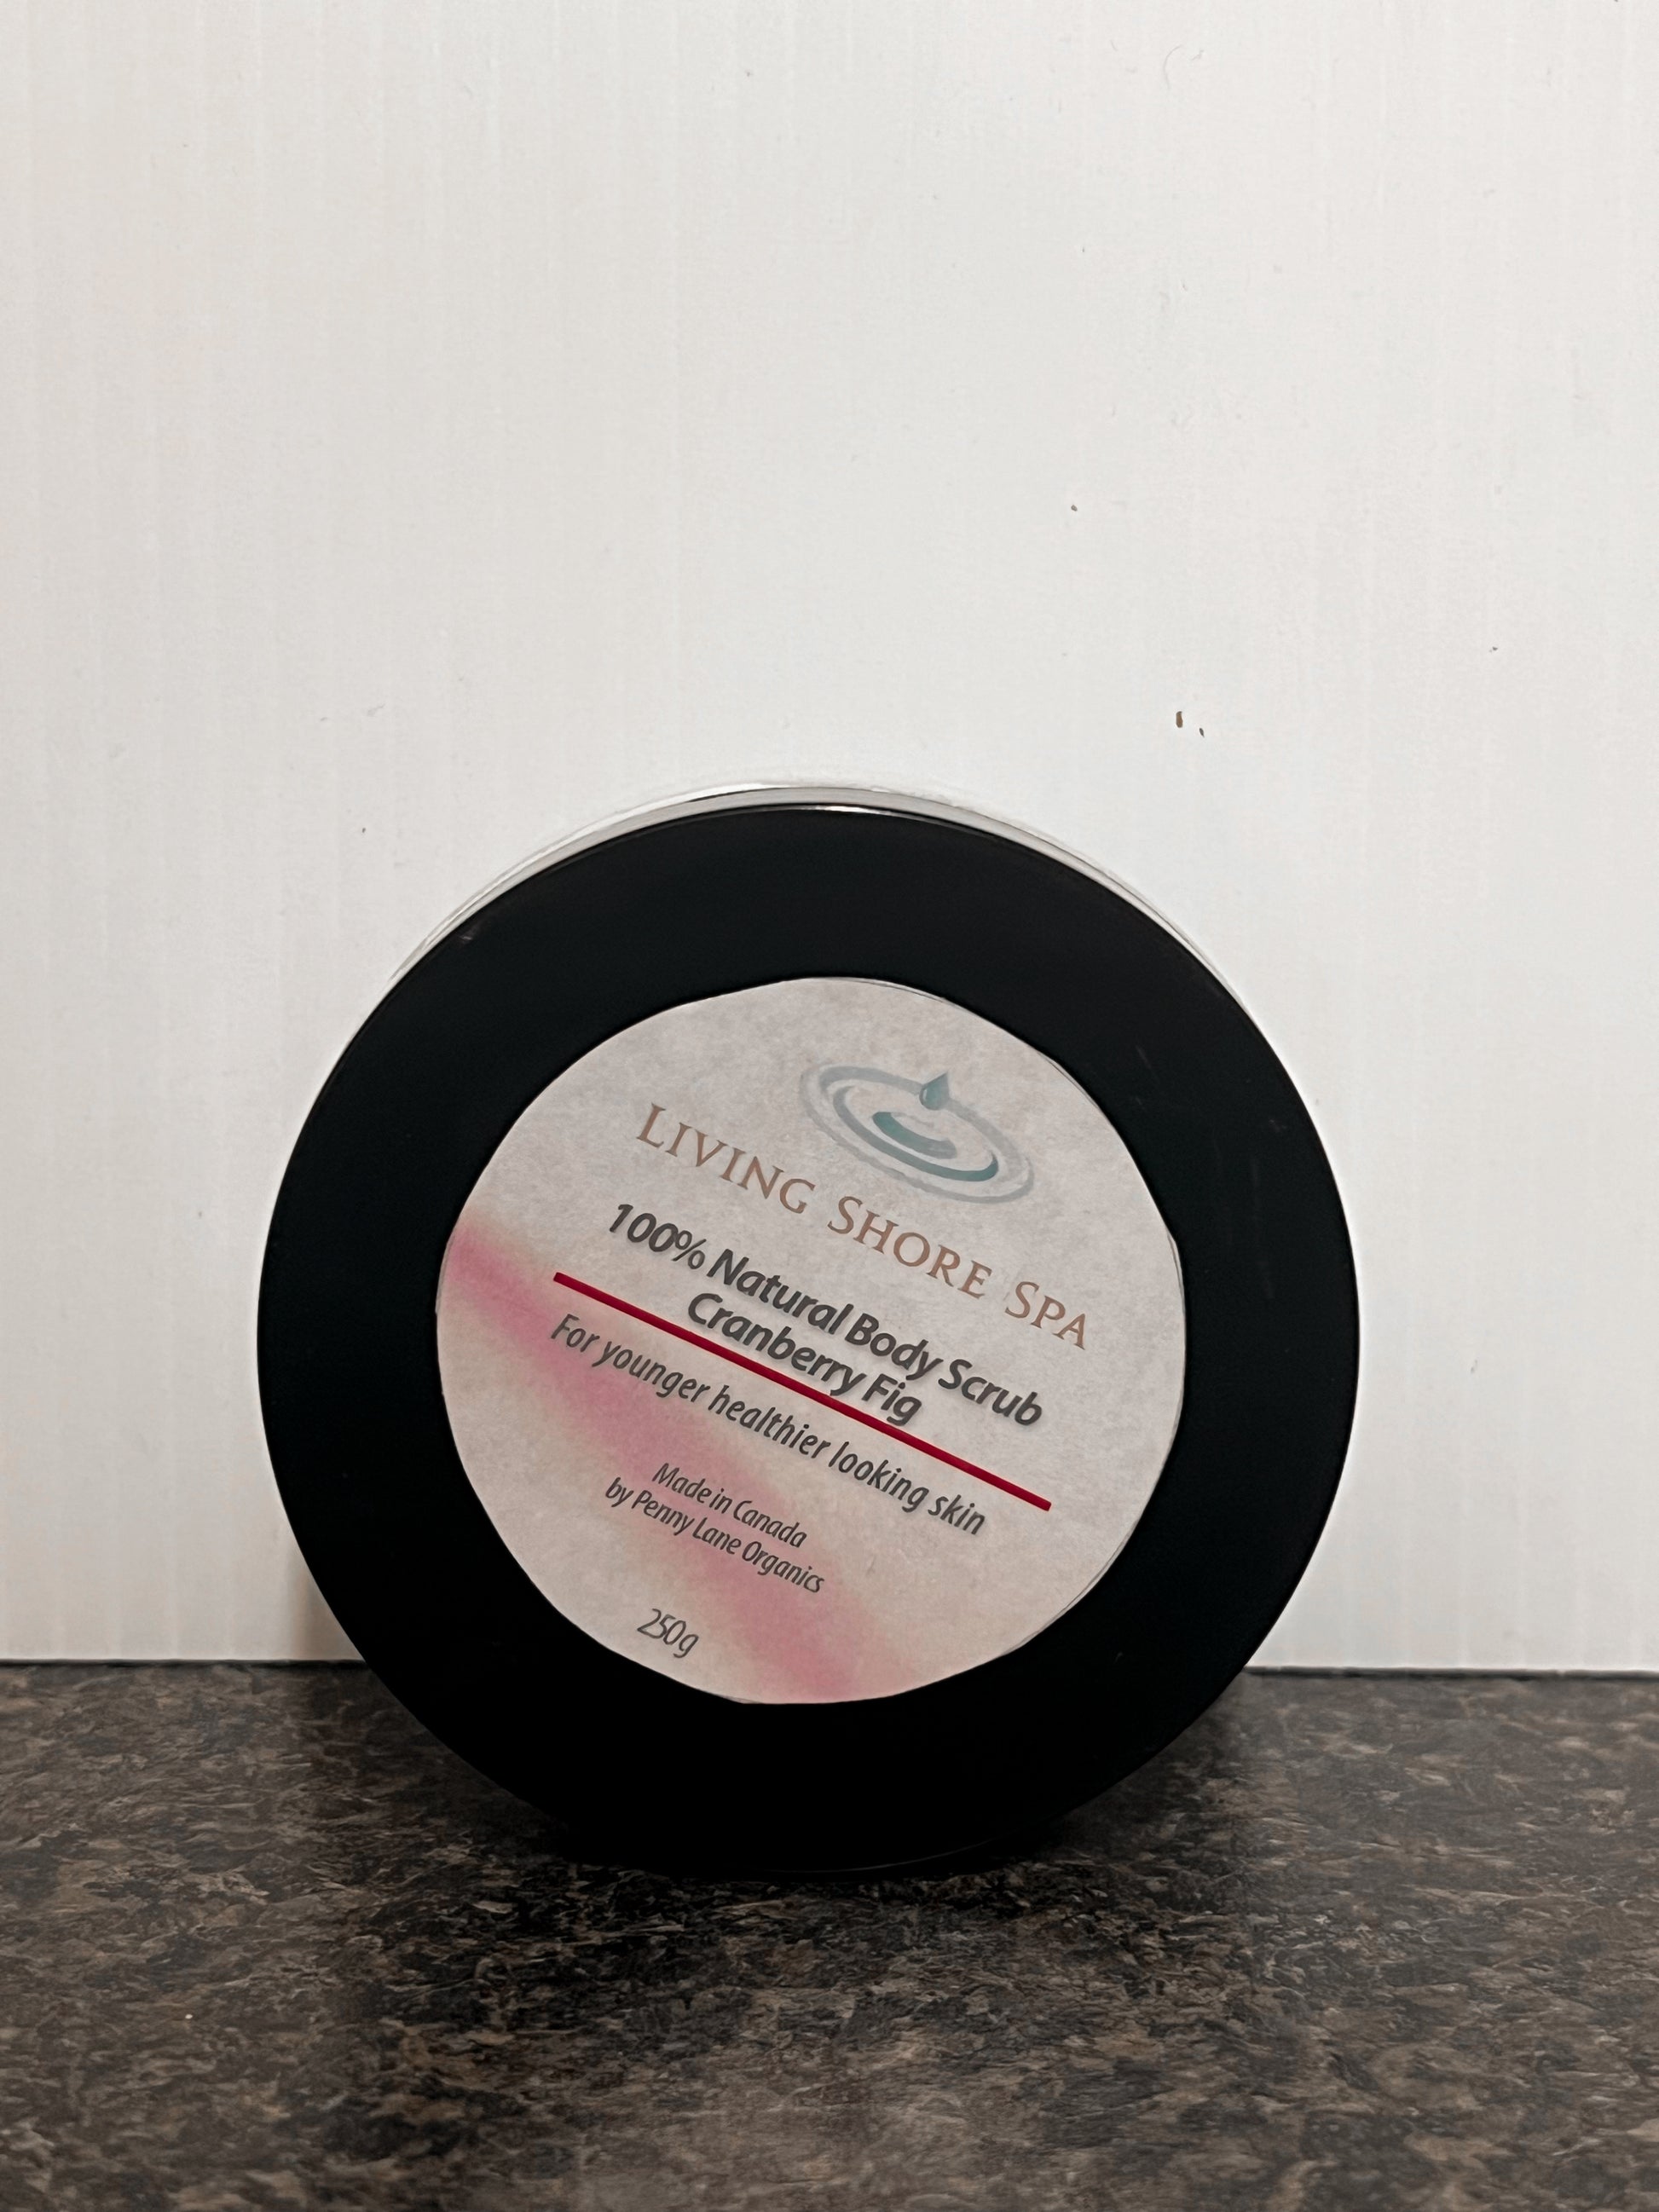 LIVING SHORE SPA
100% Natural Body Scrub
Cranberry Fig
For younger healthier looking skin
Made in Canada
by Penny Lane Organics
250g